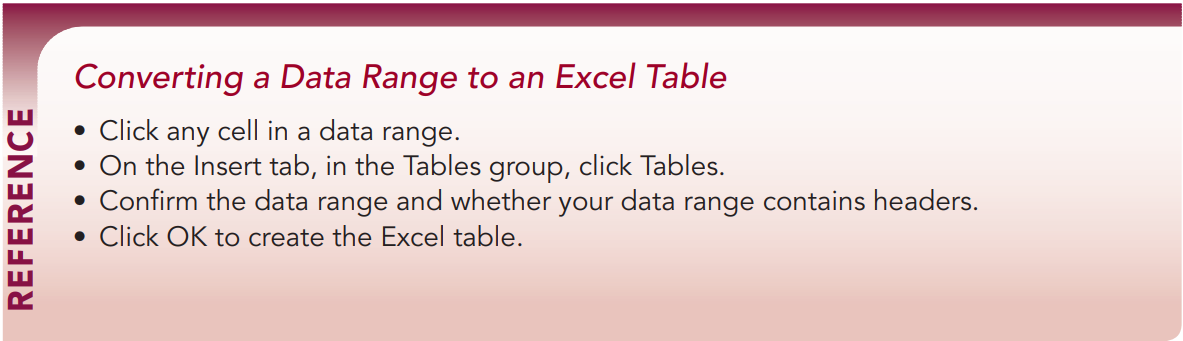 REFERENCE
Converting a Data Range to an Excel Table
• Click any cell in a data range.
• On the Insert tab, in the Tables group, click Tables.
• Confirm the data range and whether your data range contains headers.
• Click OK to create the Excel table.